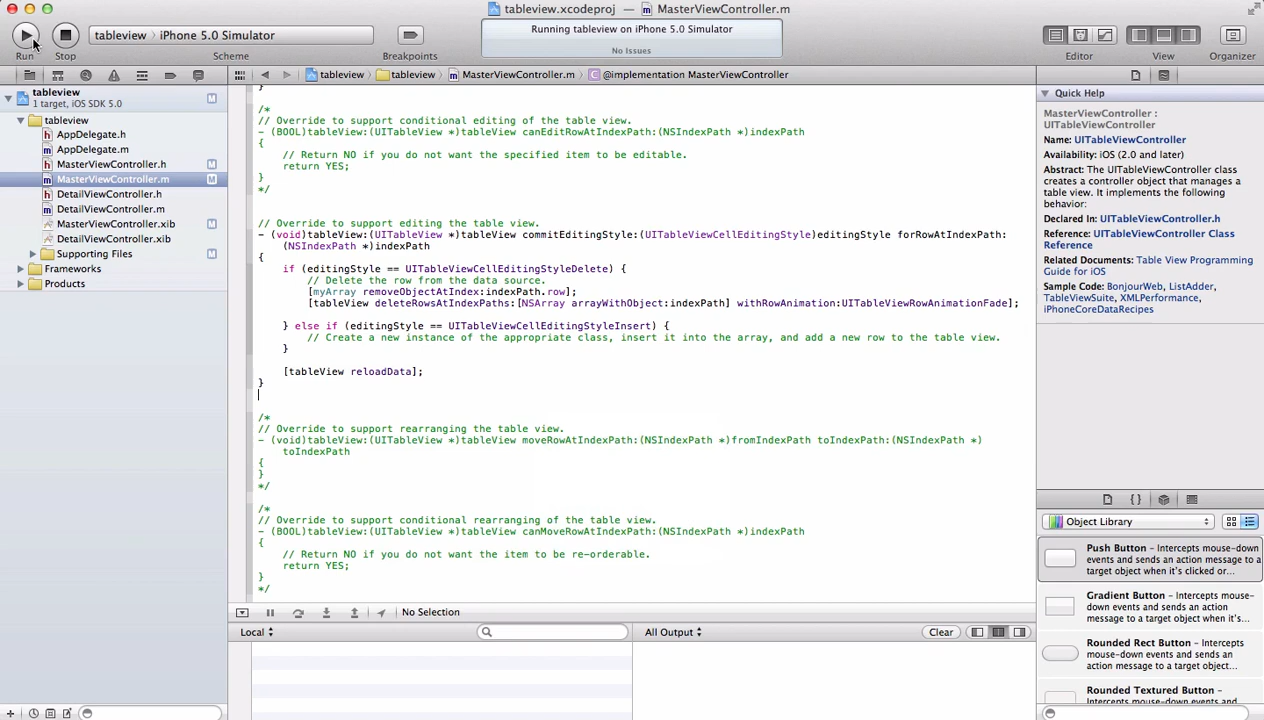 tableview.xcodeproj — MasterViewController.m
Run
Stop
tableview › iPhone 5.0 Simulator
Scheme
Breakpoints
Running tableview on iPhone 5.0 Simulator
No Issues
Editor
View
Organizer
tableview
1 target, iOS SDK 5.0
M
tableview
AppDelegate.h
AppDelegate.m
MasterViewController.h
M
MasterViewController.m
M
DetailViewController.h
DetailViewController.m
MasterViewController.xib
M
DetailViewController.xib
Supporting Files
M
Frameworks
Products
tableview › tableview › MasterViewController.m › C @implementation MasterViewController
}
/*
// Override to support conditional editing of the table view.
- (BOOL)tableView:(UITableView *)tableView canEditRowAtIndexPath:(NSIndexPath *)indexPath
{
// Return NO if you do not want the specified item to be editable.
return YES;
}
*/
// Override to support editing the table view.
- (void)tableView:(UITableView *)tableView commitEditingStyle:(UITableViewCellEditingStyle)editingStyle forRowAtIndexPath:
(NSIndexPath *)indexPath
{
if (editingStyle == UITableViewCellEditingStyleDelete) {
// Delete the row from the data source.
[myArray removeObjectAtIndex:indexPath.row];
[tableView deleteRowsAtIndexPaths:[NSArray arrayWithObject:indexPath] withRowAnimation:UITableViewRowAnimationFade];
} else if (editingStyle == UITableViewCellEditingStyleInsert) {
// Create a new instance of the appropriate class, insert it into the array, and add a new row to the table view.
}
[tableView reloadData];
}
/*
// Override to support rearranging the table view.
- (void)tableView:(UITableView *)tableView moveRowAtIndexPath:(NSIndexPath *)fromIndexPath toIndexPath:(NSIndexPath *)
toIndexPath
{
}
*/
/*
// Override to support conditional rearranging of the table view.
- (BOOL)tableView:(UITableView *)tableView canMoveRowAtIndexPath:(NSIndexPath *)indexPath
{
// Return NO if you do not want the item to be re-orderable.
return YES;
}
*/
No Selection
Local
All Output
Clear
Quick Help
MasterViewController :
UITableViewController
Name: UITableViewController
Availability: iOS (2.0 and later)
Abstract: The UITableViewController class
creates a controller object that manages a
table view. It implements the following
behavior:
Declared In: UITableViewController.h
Reference: UITableViewController Class
Reference
Related Documents: Table View Programming
Guide for iOS
Sample Code: BonjourWeb, ListAdder,
TableViewSuite, XMLPerformance,
iPhoneCoreDataRecipes
{}
Object Library
Push Button – Intercepts mouse-down
events and sends an action message to a
target object when it's clicked or...
Gradient Button – Intercepts mouse-
down events and sends an action
message to a target object when it's...
Rounded Rect Button – Intercepts
mouse-down events and sends an
action message to a target object...
Rounded Textured Button –
Intercepts mouse-down events and